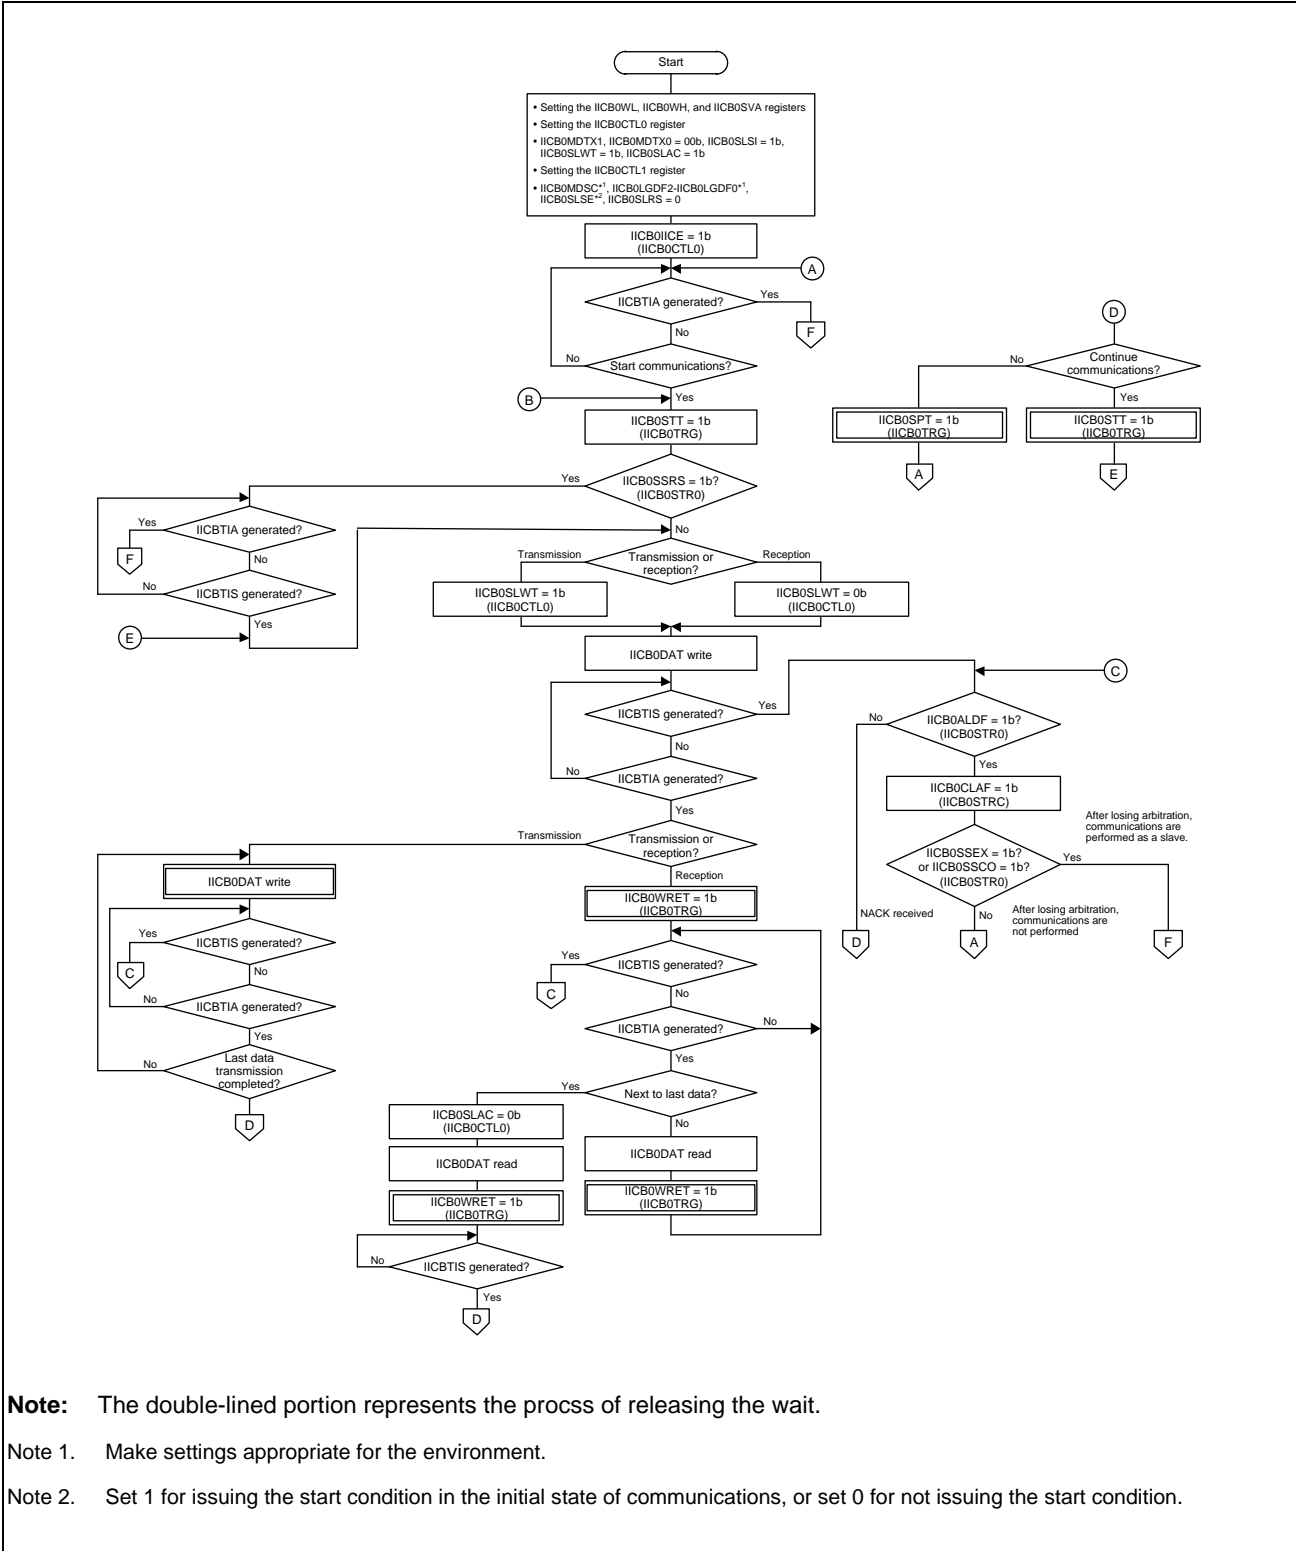 Start
• Setting the IICB0WL, IICB0WH, and IICB0SVA registers
• Setting the IICB0CTL0 register
• IICB0MDTX1, IICB0MDTX0 = 00b, IICB0SLSI = 1b,
IICB0SLWT = 1b, IICB0SLAC = 1b
• Setting the IICB0CTL1 register
• IICB0MDSC*1, IICB0LGDF2-IICB0LGDF0*1,
IICB0SLSE*2, IICB0SLRS = 0
IICB0IICE = 1b
(IICB0CTL0)
A
IICBTIA generated?
Yes
F
No
Start communications?
No
Yes
B
IICB0STT = 1b
(IICB0TRG)
D
Continue
communications?
No
Yes
IICB0SPT = 1b
(IICB0TRG)
IICB0STT = 1b
(IICB0TRG)
A
E
IICB0SSRS = 1b?
(IICB0STR0)
Yes
No
IICBTIA generated?
Yes
F
No
IICBTIS generated?
No
Yes
E
Transmission or
reception?
Transmission
Reception
IICB0SLWT = 1b
(IICB0CTL0)
IICB0SLWT = 0b
(IICB0CTL0)
IICB0DAT write
IICBTIS generated?
Yes
No
IICBTIA generated?
No
Yes
C
IICB0ALDF = 1b?
(IICB0STR0)
No
Yes
IICB0CLAF = 1b
(IICB0STRC)
After losing arbitration,
communications are
performed as a slave.
IICB0SSEX = 1b?
or IICB0SSCO = 1b?
(IICB0STR0)
Yes
NACK received
No
After losing arbitration,
communications are
not performed
D
A
F
Transmission or
reception?
Transmission
Reception
IICB0DAT write
IICBTIS generated?
Yes
C
No
IICBTIA generated?
No
Yes
Last data
transmission
completed?
No
D
IICB0WRET = 1b
(IICB0TRG)
IICBTIS generated?
Yes
C
No
IICBTIA generated?
No
Yes
Next to last data?
Yes
No
IICB0SLAC = 0b
(IICB0CTL0)
IICB0DAT read
IICB0WRET = 1b
(IICB0TRG)
IICB0DAT read
IICB0WRET = 1b
(IICB0TRG)
IICBTIS generated?
No
Yes
D
Note: The double-lined portion represents the procss of releasing the wait.
Note 1. Make settings appropriate for the environment.
Note 2. Set 1 for issuing the start condition in the initial state of communications, or set 0 for not issuing the start condition.